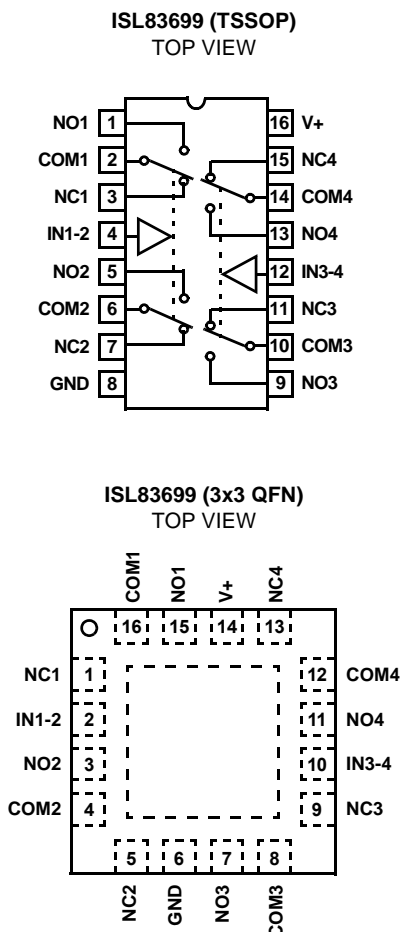 ISL83699 (TSSOP)
TOP VIEW
NO1 1 16 V+
COM1 2 15 NC4
NC1 3 14 COM4
IN1-2 4 13 NO4
NO2 5 12 IN3-4
COM2 6 11 NC3
NC2 7 10 COM3
GND 8 9 NO3
ISL83699 (3x3 QFN)
TOP VIEW
COM1 NO1 V+ NC4
16 15 14 13
NC1 1 12 COM4
IN1-2 2 11 NO4
NO2 3 10 IN3-4
COM2 4 9 NC3
5 6 7 8
NC2 GND NO3 COM3